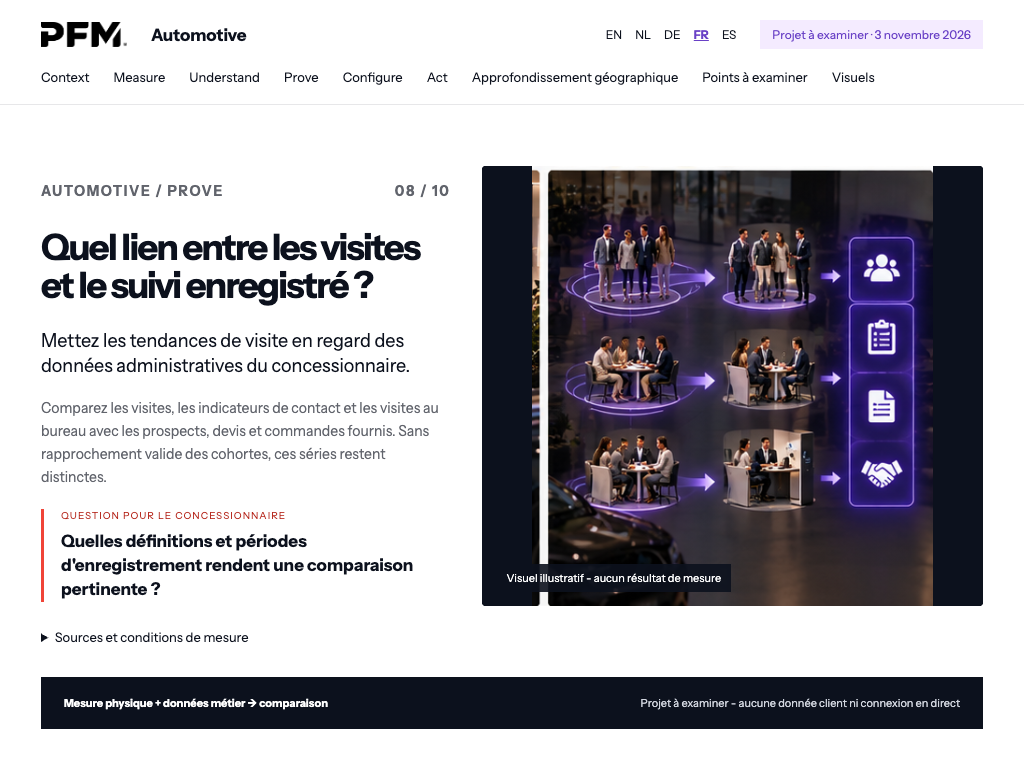 PFM
Automotive
EN NL DE FR ES
Projet à examiner · 3 novembre 2026
Context Measure Understand Prove Configure Act Approfondissement géographique Points à examiner Visuels
AUTOMOTIVE / PROVE
08 / 10
Quel lien entre les visites
et le suivi enregistré ?
Mettez les tendances de visite en regard des
données administratives du concessionnaire.
Comparez les visites, les indicateurs de contact et les visites au
bureau avec les prospects, devis et commandes fournis. Sans
rapprochement valide des cohortes, ces séries restent
distinctes.
QUESTION POUR LE CONCESSIONNAIRE
Quelles définitions et périodes
d'enregistrement rendent une comparaison
pertinente ?
Visuel illustratif – aucun résultat de mesure
Sources et conditions de mesure
Mesure physique + données métier → comparaison
Projet à examiner – aucune donnée client ni connexion en direct